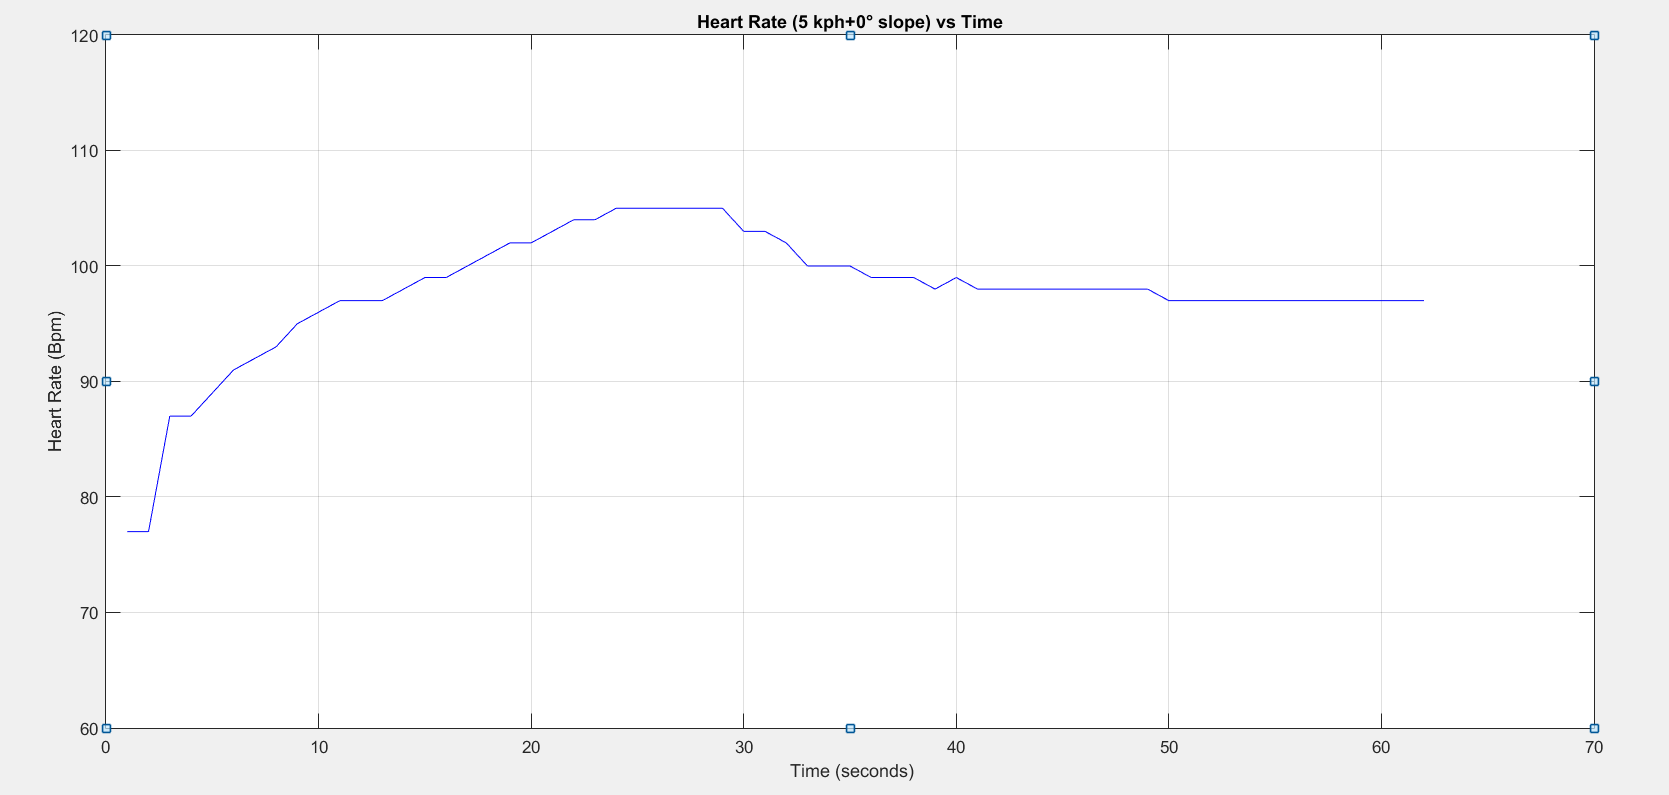 Heart Rate (5 kph+0° slope) vs Time
120
110
100
90
80
70
60
Heart Rate (Bpm)
0 10 20 30 40 50 60 70
Time (seconds)